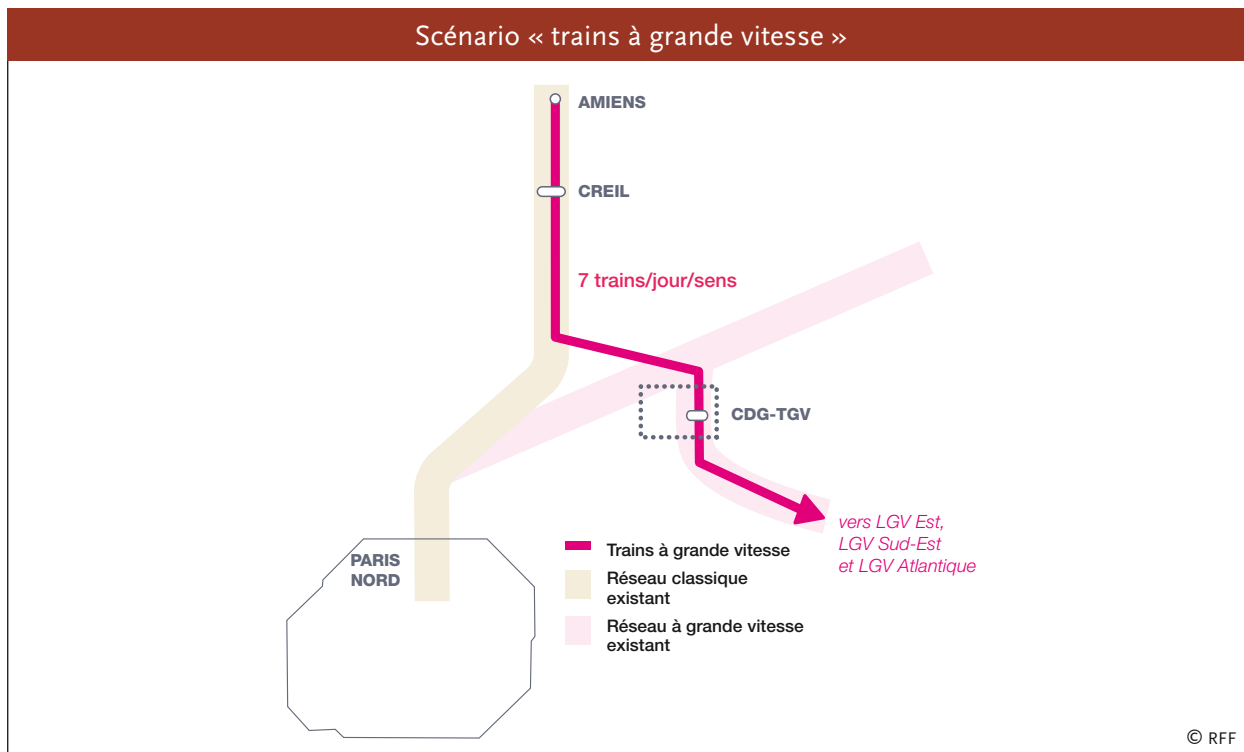 Scénario « trains à grande vitesse »
AMIENS
CREIL
7 trains/jour/sens
CDG-TGV
vers LGV Est,
LGV Sud-Est
et LGV Atlantique
PARIS
NORD
Trains à grande vitesse
Réseau classique
existant
Réseau à grande vitesse
existant
© RFF